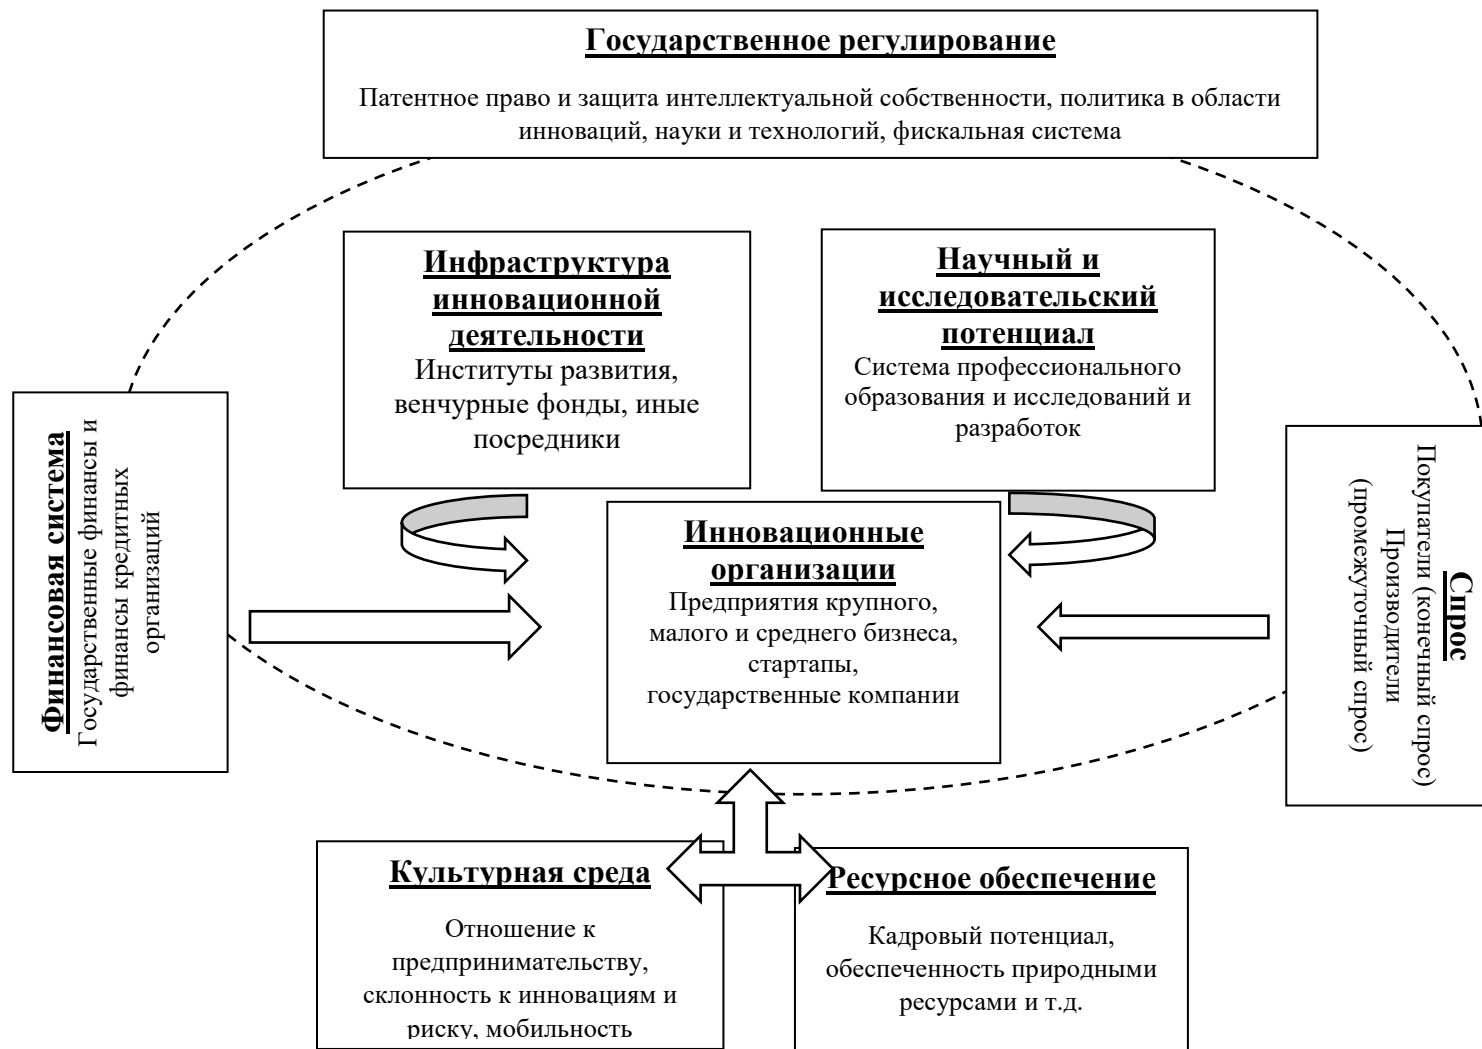 Государственное регулирование
Патентное право и защита интеллектуальной собственности, политика в области
инноваций, науки и технологий, фискальная система
Инфраструктура
инновационной
деятельности
Институты развития,
венчурные фонды, иные
посредники
Научный и
исследовательский
потенциал
Система профессионального
образования и исследований и
разработок
Финансовая система
Государственные финансы и
финансы кредитных
организаций
Инновационные
организации
Предприятия крупного,
малого и среднего бизнеса,
стартапы,
государственные компании
Спрос
Покупатели (конечный спрос)
Производители
(промежуточный спрос)
Культурная среда
Отношение к
предпринимательству,
склонность к инновациям и
риску, мобильность
Ресурсное обеспечение
Кадровый потенциал,
обеспеченность природными
ресурсами и т.д.